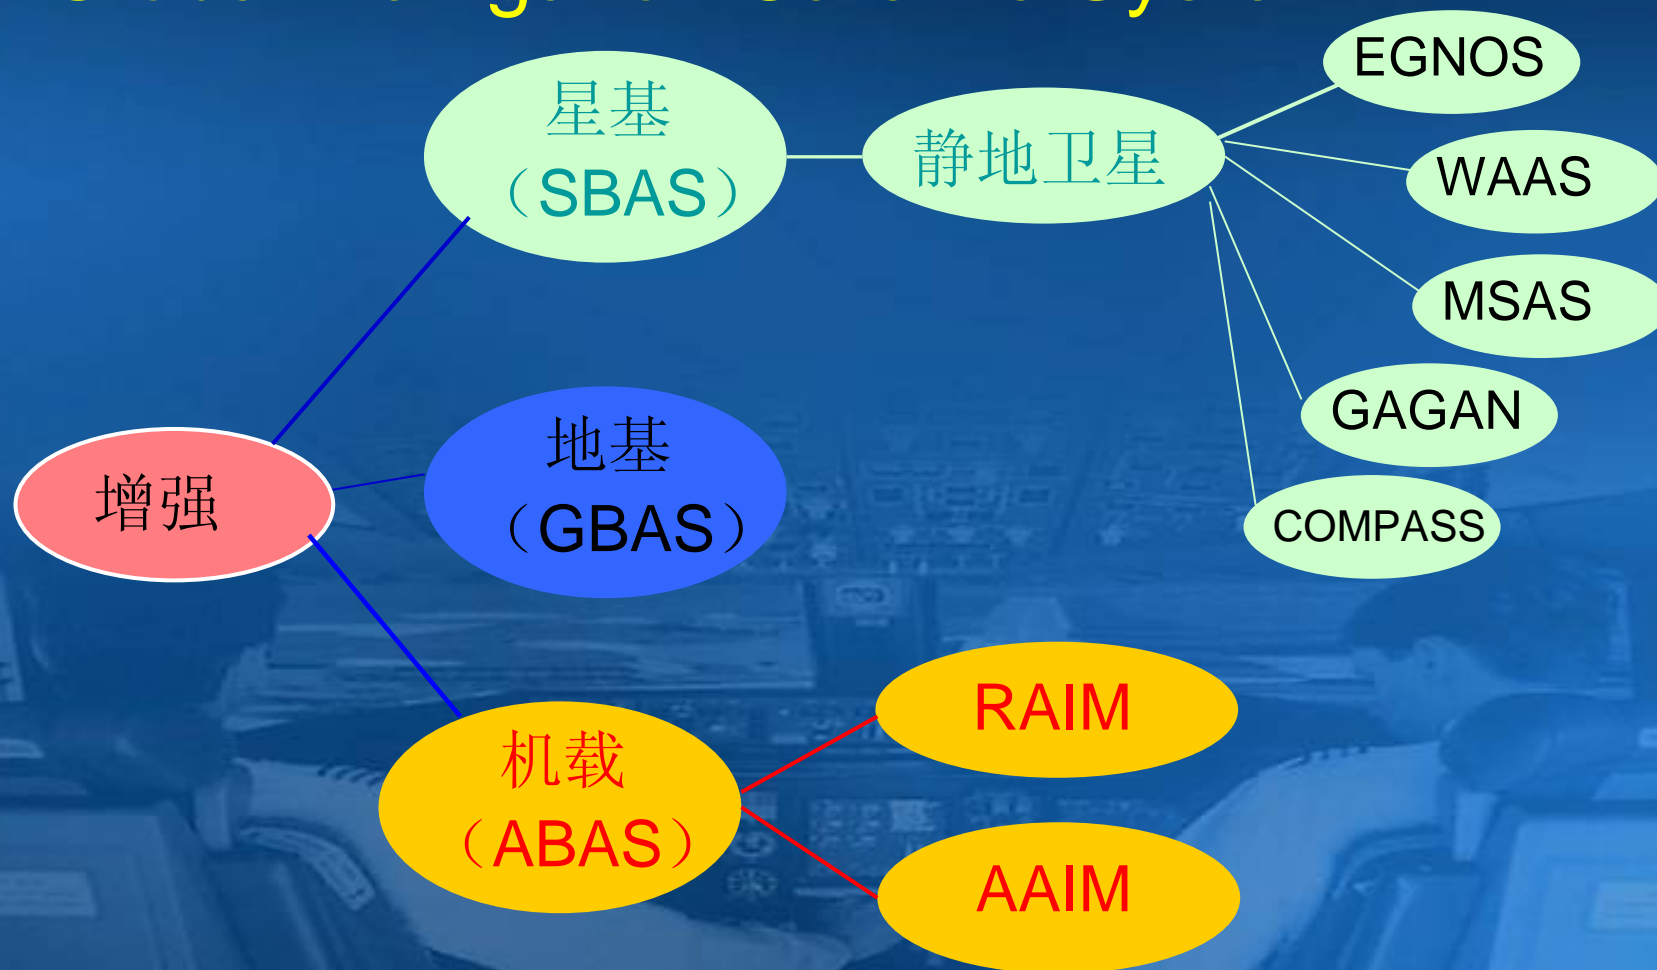 EGNOS
星基
（SBAS）
静地卫星
WAAS
MSAS
地基
（GBAS）
GAGAN
增强
COMPASS
RAIM
机载
（ABAS）
AAIM